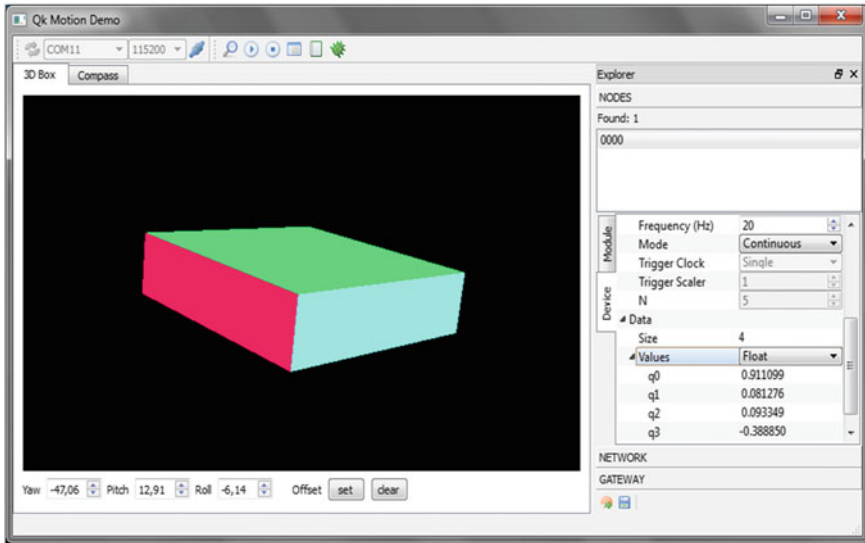 Qk Motion Demo
COM11 115200
3D Box Compass
Explorer
NODES
Found: 1
0000
Module
Device
Frequency (Hz) 20
Mode Continuous
Trigger Clock Single
Trigger Scaler 1
N 5
Data
Size 4
Values Float
q0 0.911099
q1 0.081276
q2 0.093349
q3 -0.388850
NETWORK
GATEWAY
Yaw -47,06 Pitch 12,91 Roll -6,14 Offset set clear